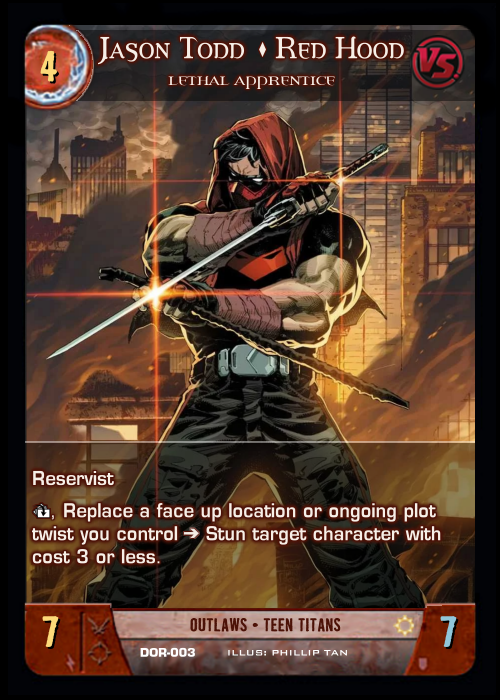 4
JASON TODD ♦ RED HOOD
VS
LETHAL APPRENTICE
Reservist
, Replace a face up location or ongoing plot
twist you control ➔ Stun target character with
cost 3 or less.
7
OUTLAWS • TEEN TITANS
7
DOR-003 ILLUS: PHILLIP TAN